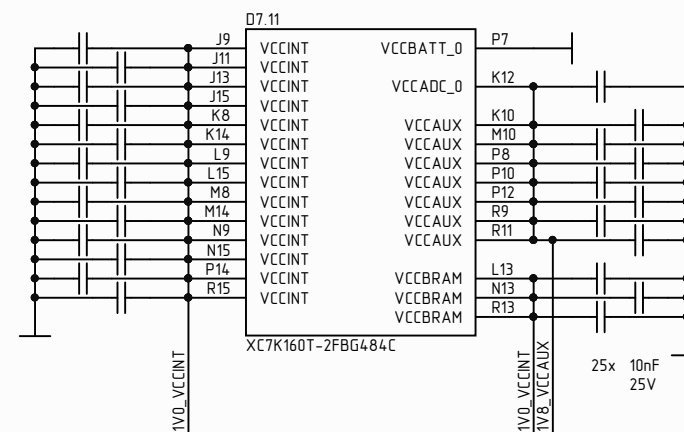 D7.11
J9 VCCINT VCCBATT_0 P7
J11 VCCINT
J13 VCCINT VCCADC_0 K12
J15 VCCINT
K8 VCCINT VCCAUX K10
K14 VCCINT VCCAUX M10
L9 VCCINT VCCAUX P8
L15 VCCINT VCCAUX P10
M8 VCCINT VCCAUX P12
M14 VCCINT VCCAUX R9
N9 VCCINT VCCAUX R11
N15 VCCINT
P14 VCCINT VCCBRAM L13
R15 VCCINT VCCBRAM N13
VCCBRAM R13
XC7K160T-2FBG484C
1V0_VCCINT
1V0_VCCINT
1V8_VCCAUX
25x 10nF
25V